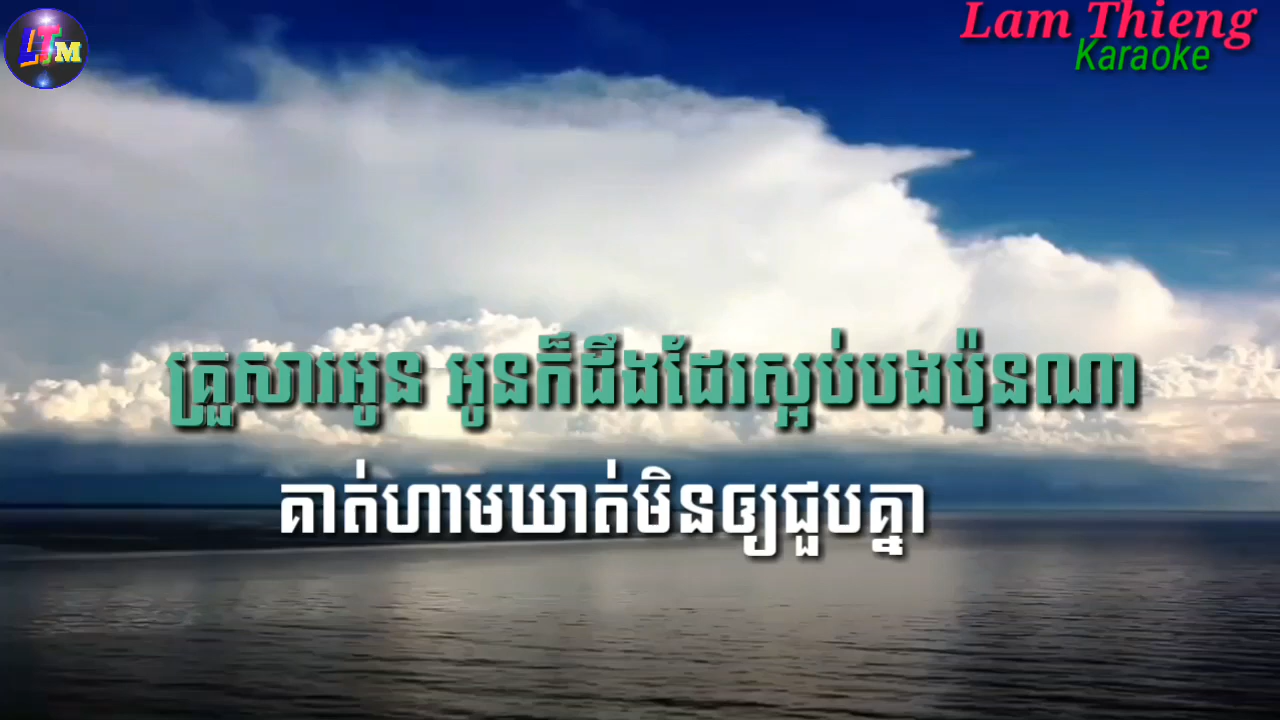 LTM
Lam Thieng
Karaoke
គ្រួសារអូន អូនក៏ដឹងដែរស្អប់បងប៉ុនណា
គាត់ហាមឃាត់មិនឲ្យជួបគ្នា